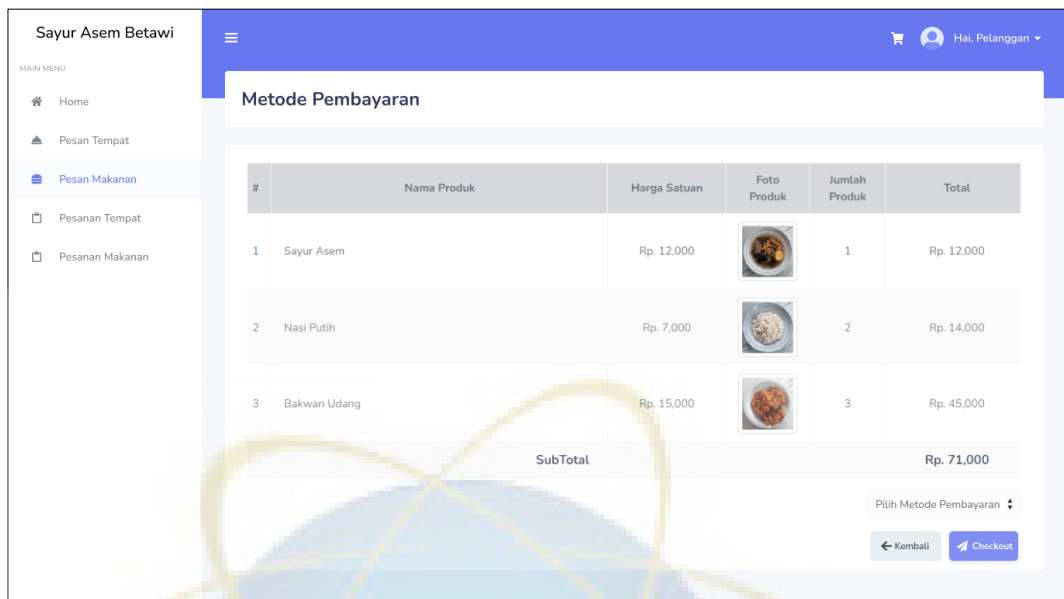 Sayur Asem Betawi
Hai, Pelanggan
MAIN MENU
Home
Pesan Tempat
Pesan Makanan
Pesanan Tempat
Pesanan Makanan
Metode Pembayaran
# Nama Produk Harga Satuan Foto Produk Jumlah Produk Total
1 Sayur Asem Rp. 12,000 1 Rp. 12,000
2 Nasi Putih Rp. 7,000 2 Rp. 14,000
3 Bakwan Udang Rp. 15,000 3 Rp. 45,000
SubTotal Rp. 71,000
Pilih Metode Pembayaran
Kembali Checkout